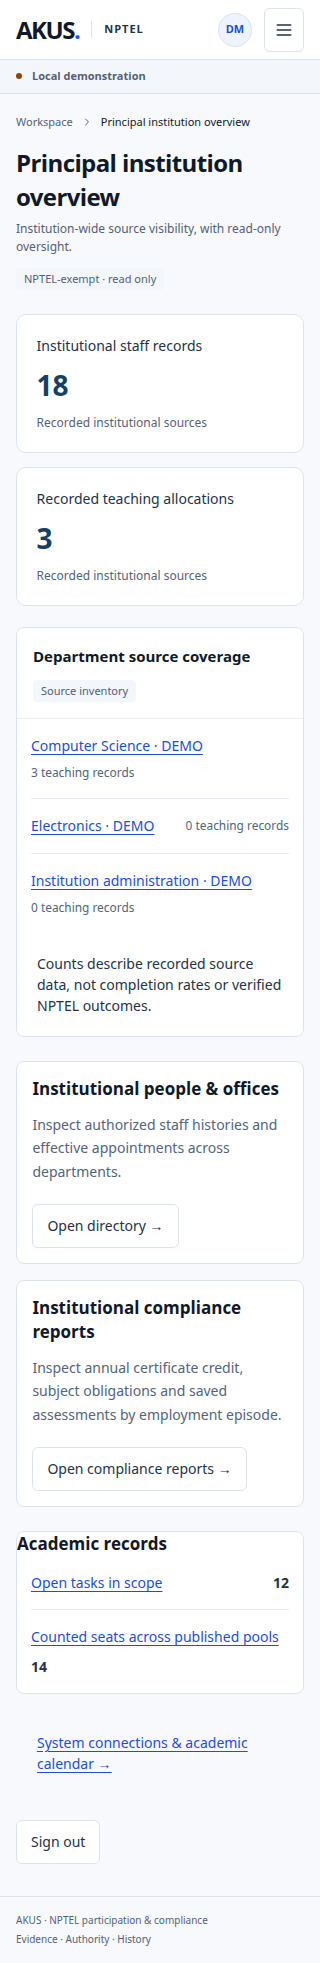 AKUS. NPTEL DM
Local demonstration
Workspace > Principal institution overview
Principal institution
overview
Institution-wide source visibility, with read-only
oversight.
NPTEL-exempt · read only
Institutional staff records
18
Recorded institutional sources
Recorded teaching allocations
3
Recorded institutional sources
Department source coverage
Source inventory
Computer Science · DEMO
3 teaching records
Electronics · DEMO 0 teaching records
Institution administration · DEMO
0 teaching records
Counts describe recorded source
data, not completion rates or verified
NPTEL outcomes.
Institutional people & offices
Inspect authorized staff histories and
effective appointments across
departments.
Open directory →
Institutional compliance
reports
Inspect annual certificate credit,
subject obligations and saved
assessments by employment episode.
Open compliance reports →
Academic records
Open tasks in scope 12
Counted seats across published pools
14
System connections & academic
calendar →
Sign out
AKUS · NPTEL participation & compliance
Evidence · Authority · History